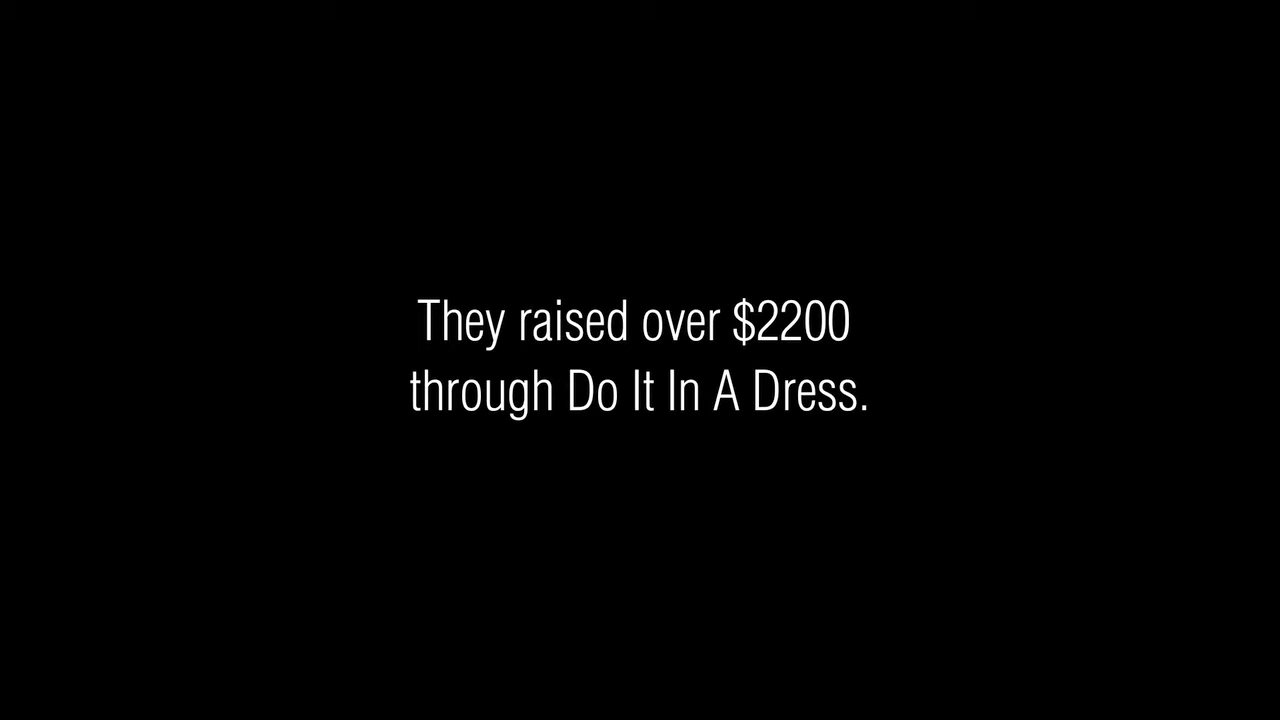 They raised over $2200
through Do It In A Dress.